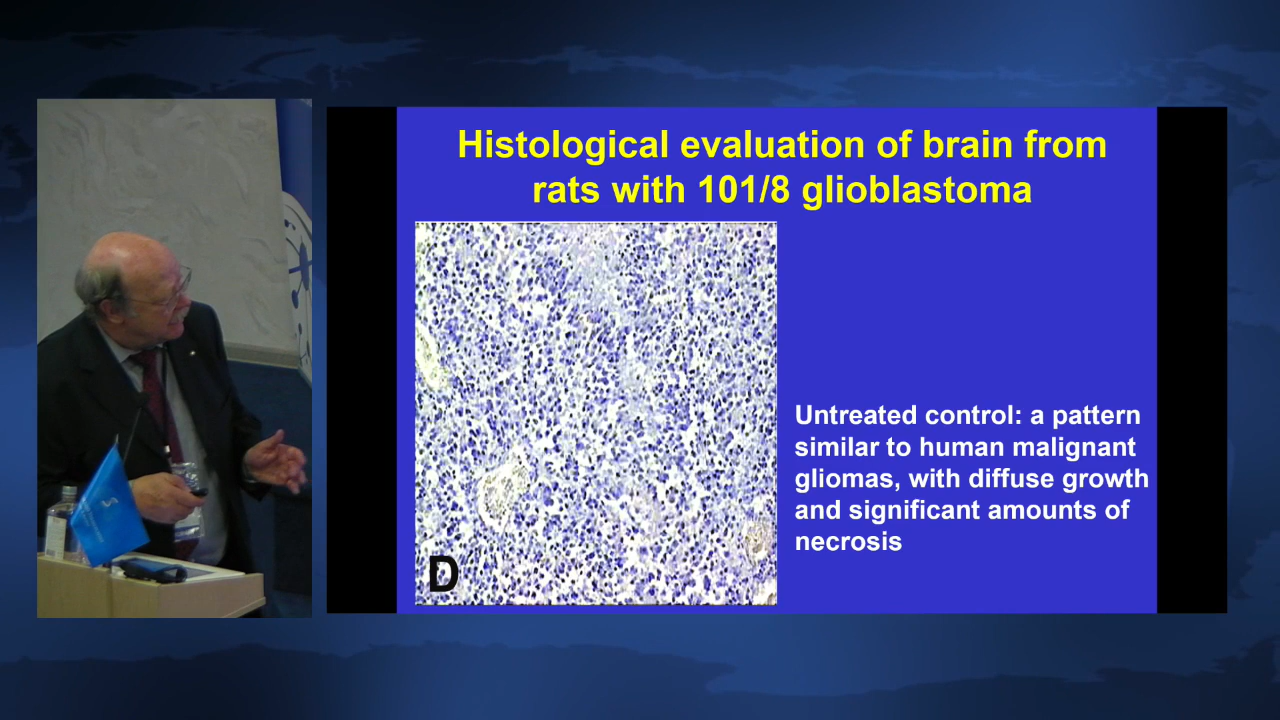 Histological evaluation of brain from
rats with 101/8 glioblastoma
Untreated control: a pattern
similar to human malignant
gliomas, with diffuse growth
and significant amounts of
necrosis
D